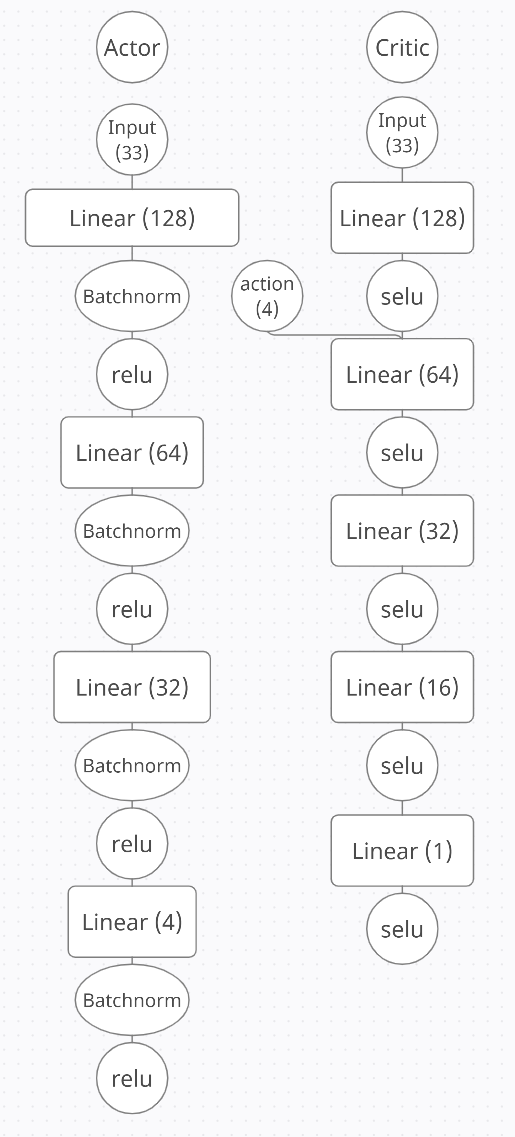 Actor
Input
(33)
Linear (128)
Batchnorm
relu
Linear (64)
Batchnorm
relu
Linear (32)
Batchnorm
relu
Linear (4)
Batchnorm
relu
Critic
Input
(33)
Linear (128)
selu
action
(4)
Linear (64)
selu
Linear (32)
selu
Linear (16)
selu
Linear (1)
selu